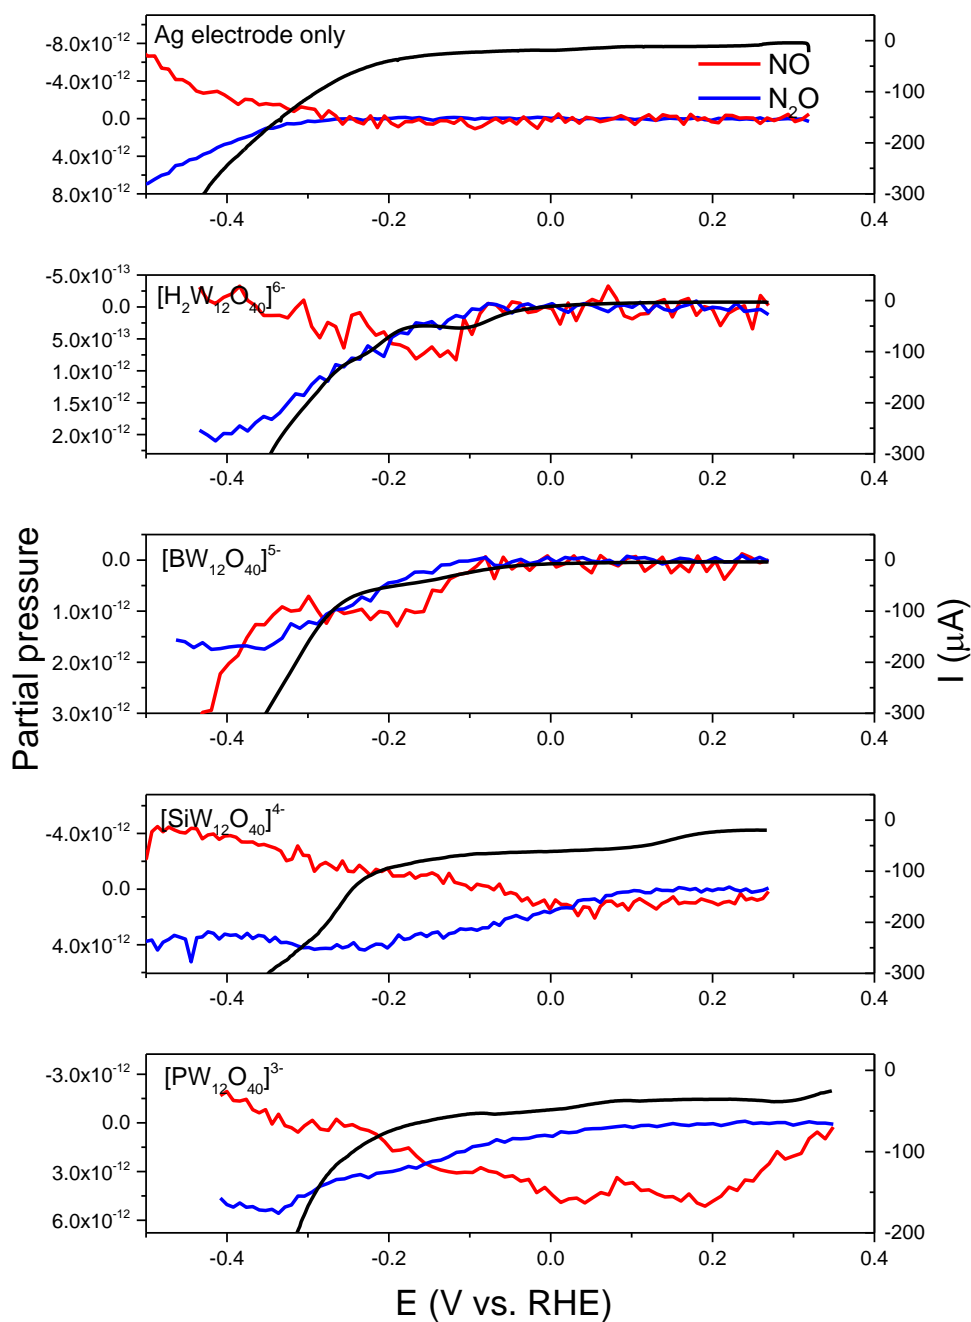 Ag electrode only
NO
N₂O
-8.0x10⁻¹²
-4.0x10⁻¹²
0.0
4.0x10⁻¹²
8.0x10⁻¹²
0
-100
-200
-300
-0.4 -0.2 0.0 0.2 0.4
[H₂W₁₂O₄₀]⁶⁻
-5.0x10⁻¹³
0.0
5.0x10⁻¹³
1.0x10⁻¹²
1.5x10⁻¹²
2.0x10⁻¹²
0
-100
-200
-300
-0.4 -0.2 0.0 0.2 0.4
[BW₁₂O₄₀]⁵⁻
0.0
1.0x10⁻¹²
2.0x10⁻¹²
3.0x10⁻¹²
0
-100
-200
-300
-0.4 -0.2 0.0 0.2 0.4
Partial pressure
I (μA)
[SiW₁₂O₄₀]⁴⁻
-4.0x10⁻¹²
0.0
4.0x10⁻¹²
0
-100
-200
-300
-0.4 -0.2 0.0 0.2 0.4
[PW₁₂O₄₀]³⁻
-3.0x10⁻¹²
0.0
3.0x10⁻¹²
6.0x10⁻¹²
0
-100
-200
-0.4 -0.2 0.0 0.2 0.4
E (V vs. RHE)